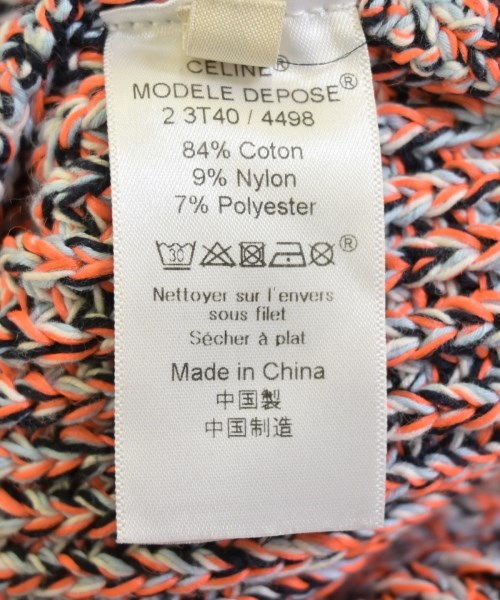 CELINE®
MODELE DEPOSE®
2 3T40 / 4498
84% Coton
9% Nylon
7% Polyester
30 ®
Nettoyer sur l'envers
sous filet
Sécher à plat
Made in China
中国製
中国制造